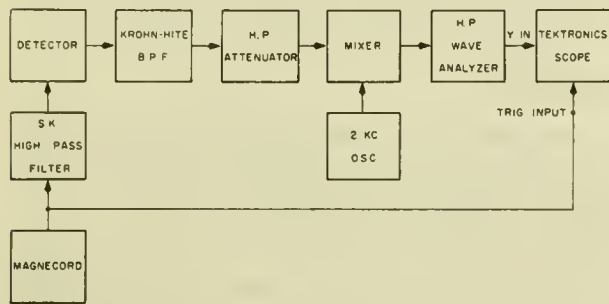 DETECTOR
KROHN-HITE
B P F
H.P
ATTENUATOR
MIXER
H.P
WAVE
ANALYZER
Y IN
TEKTRONICS
SCOPE
TRIG INPUT
S K
HIGH PASS
FILTER
2 KC
OSC
MAGNECORD